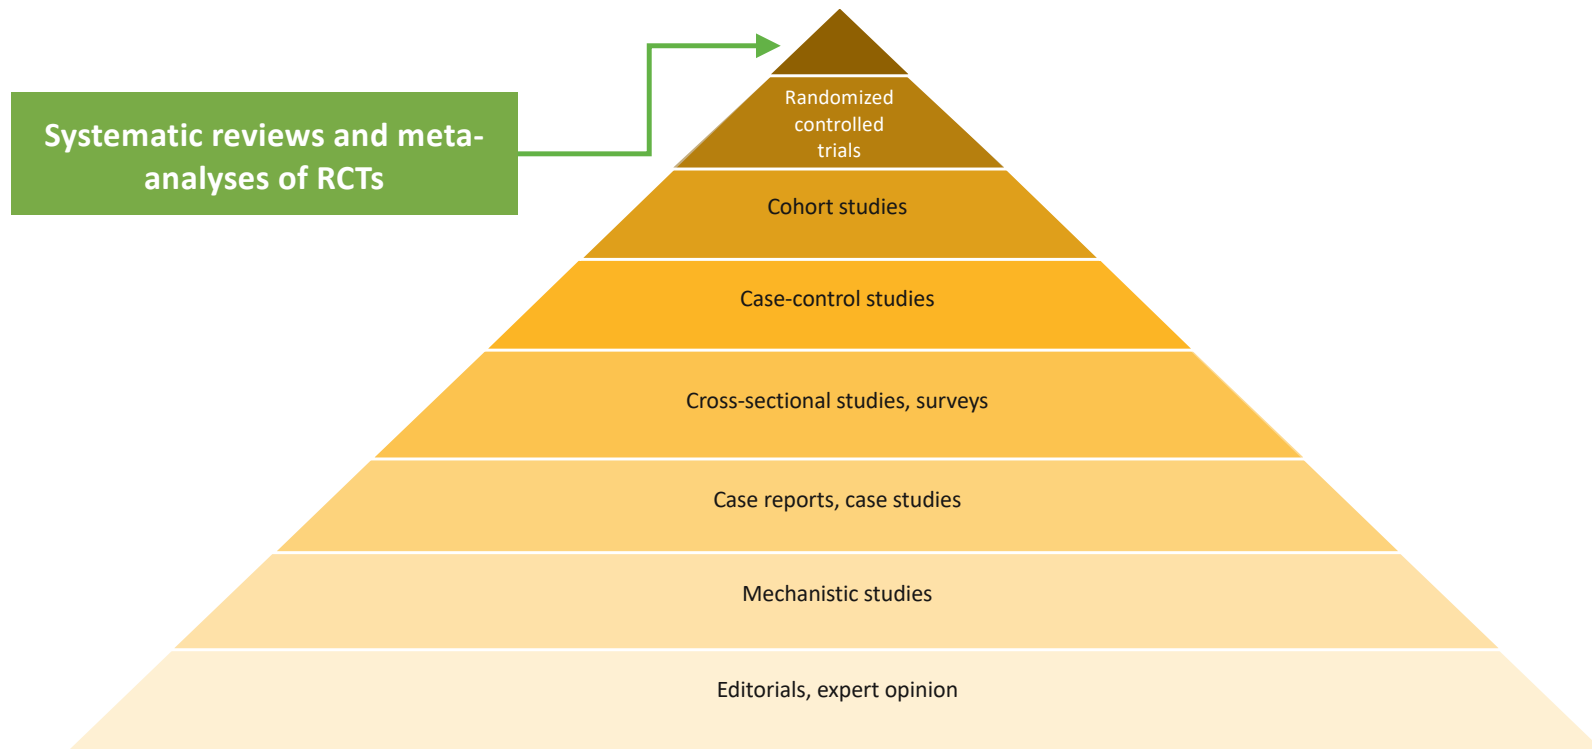 Systematic reviews and meta-
analyses of RCTs
Randomized
controlled
trials
Cohort studies
Case-control studies
Cross-sectional studies, surveys
Case reports, case studies
Mechanistic studies
Editorials, expert opinion